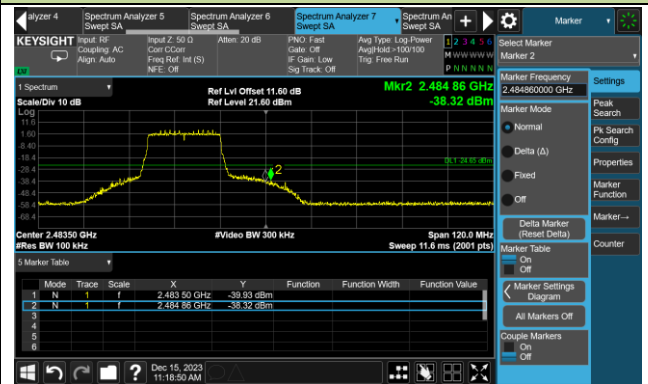 alyzer 4
Spectrum Analyzer 5
Swept SA
Spectrum Analyzer 6
Swept SA
Spectrum Analyzer 7
Swept SA
Spectrum An
Swept SA
Marker
KEYSIGHT
Input: RF
Coupling: AC
Align: Auto
Input Z: 50 Ω
Corr CCorr
Freq Ref: Int (S)
NFE: Off
Atten: 20 dB
PNO: Fast
Gate: Off
IF Gain: Low
Sig Track: Off
Avg Type: Log-Power
Avg|Hold:>100/100
Trig: Free Run
1 2 3 4 5 6
M W W W W W
P N N N N N
Select Marker
Marker 2
1 Spectrum
Scale/Div 10 dB
Log
Ref Lvl Offset 11.60 dB
Ref Level 21.60 dBm
Mkr2 2.484 86 GHz
-38.32 dBm
11.6
1.60
-8.40
-18.4
-28.4
-38.4
-48.4
-58.4
-68.4
2
Center 2.48350 GHz
#Res BW 100 kHz
#Video BW 300 kHz
Span 120.0 MHz
Sweep 11.6 ms (2001 pts)
5 Marker Table
Mode Trace Scale X Y Function Function Width Function Value
1 N 1 f 2.483 50 GHz -39.93 dBm
2 N 1 f 2.484 86 GHz -38.32 dBm
3
4
5
6
Dec 15, 2023
11:18:50 AM
Marker Frequency
2.484860000 GHz
Marker Mode
Normal
Delta (Δ)
Fixed
Off
Delta Marker
(Reset Delta)
Marker Table
On
Off
Marker Settings
Diagram
All Markers Off
Couple Markers
On
Off
Settings
Peak
Search
Pk Search
Config
Properties
Marker
Function
Marker→
Counter